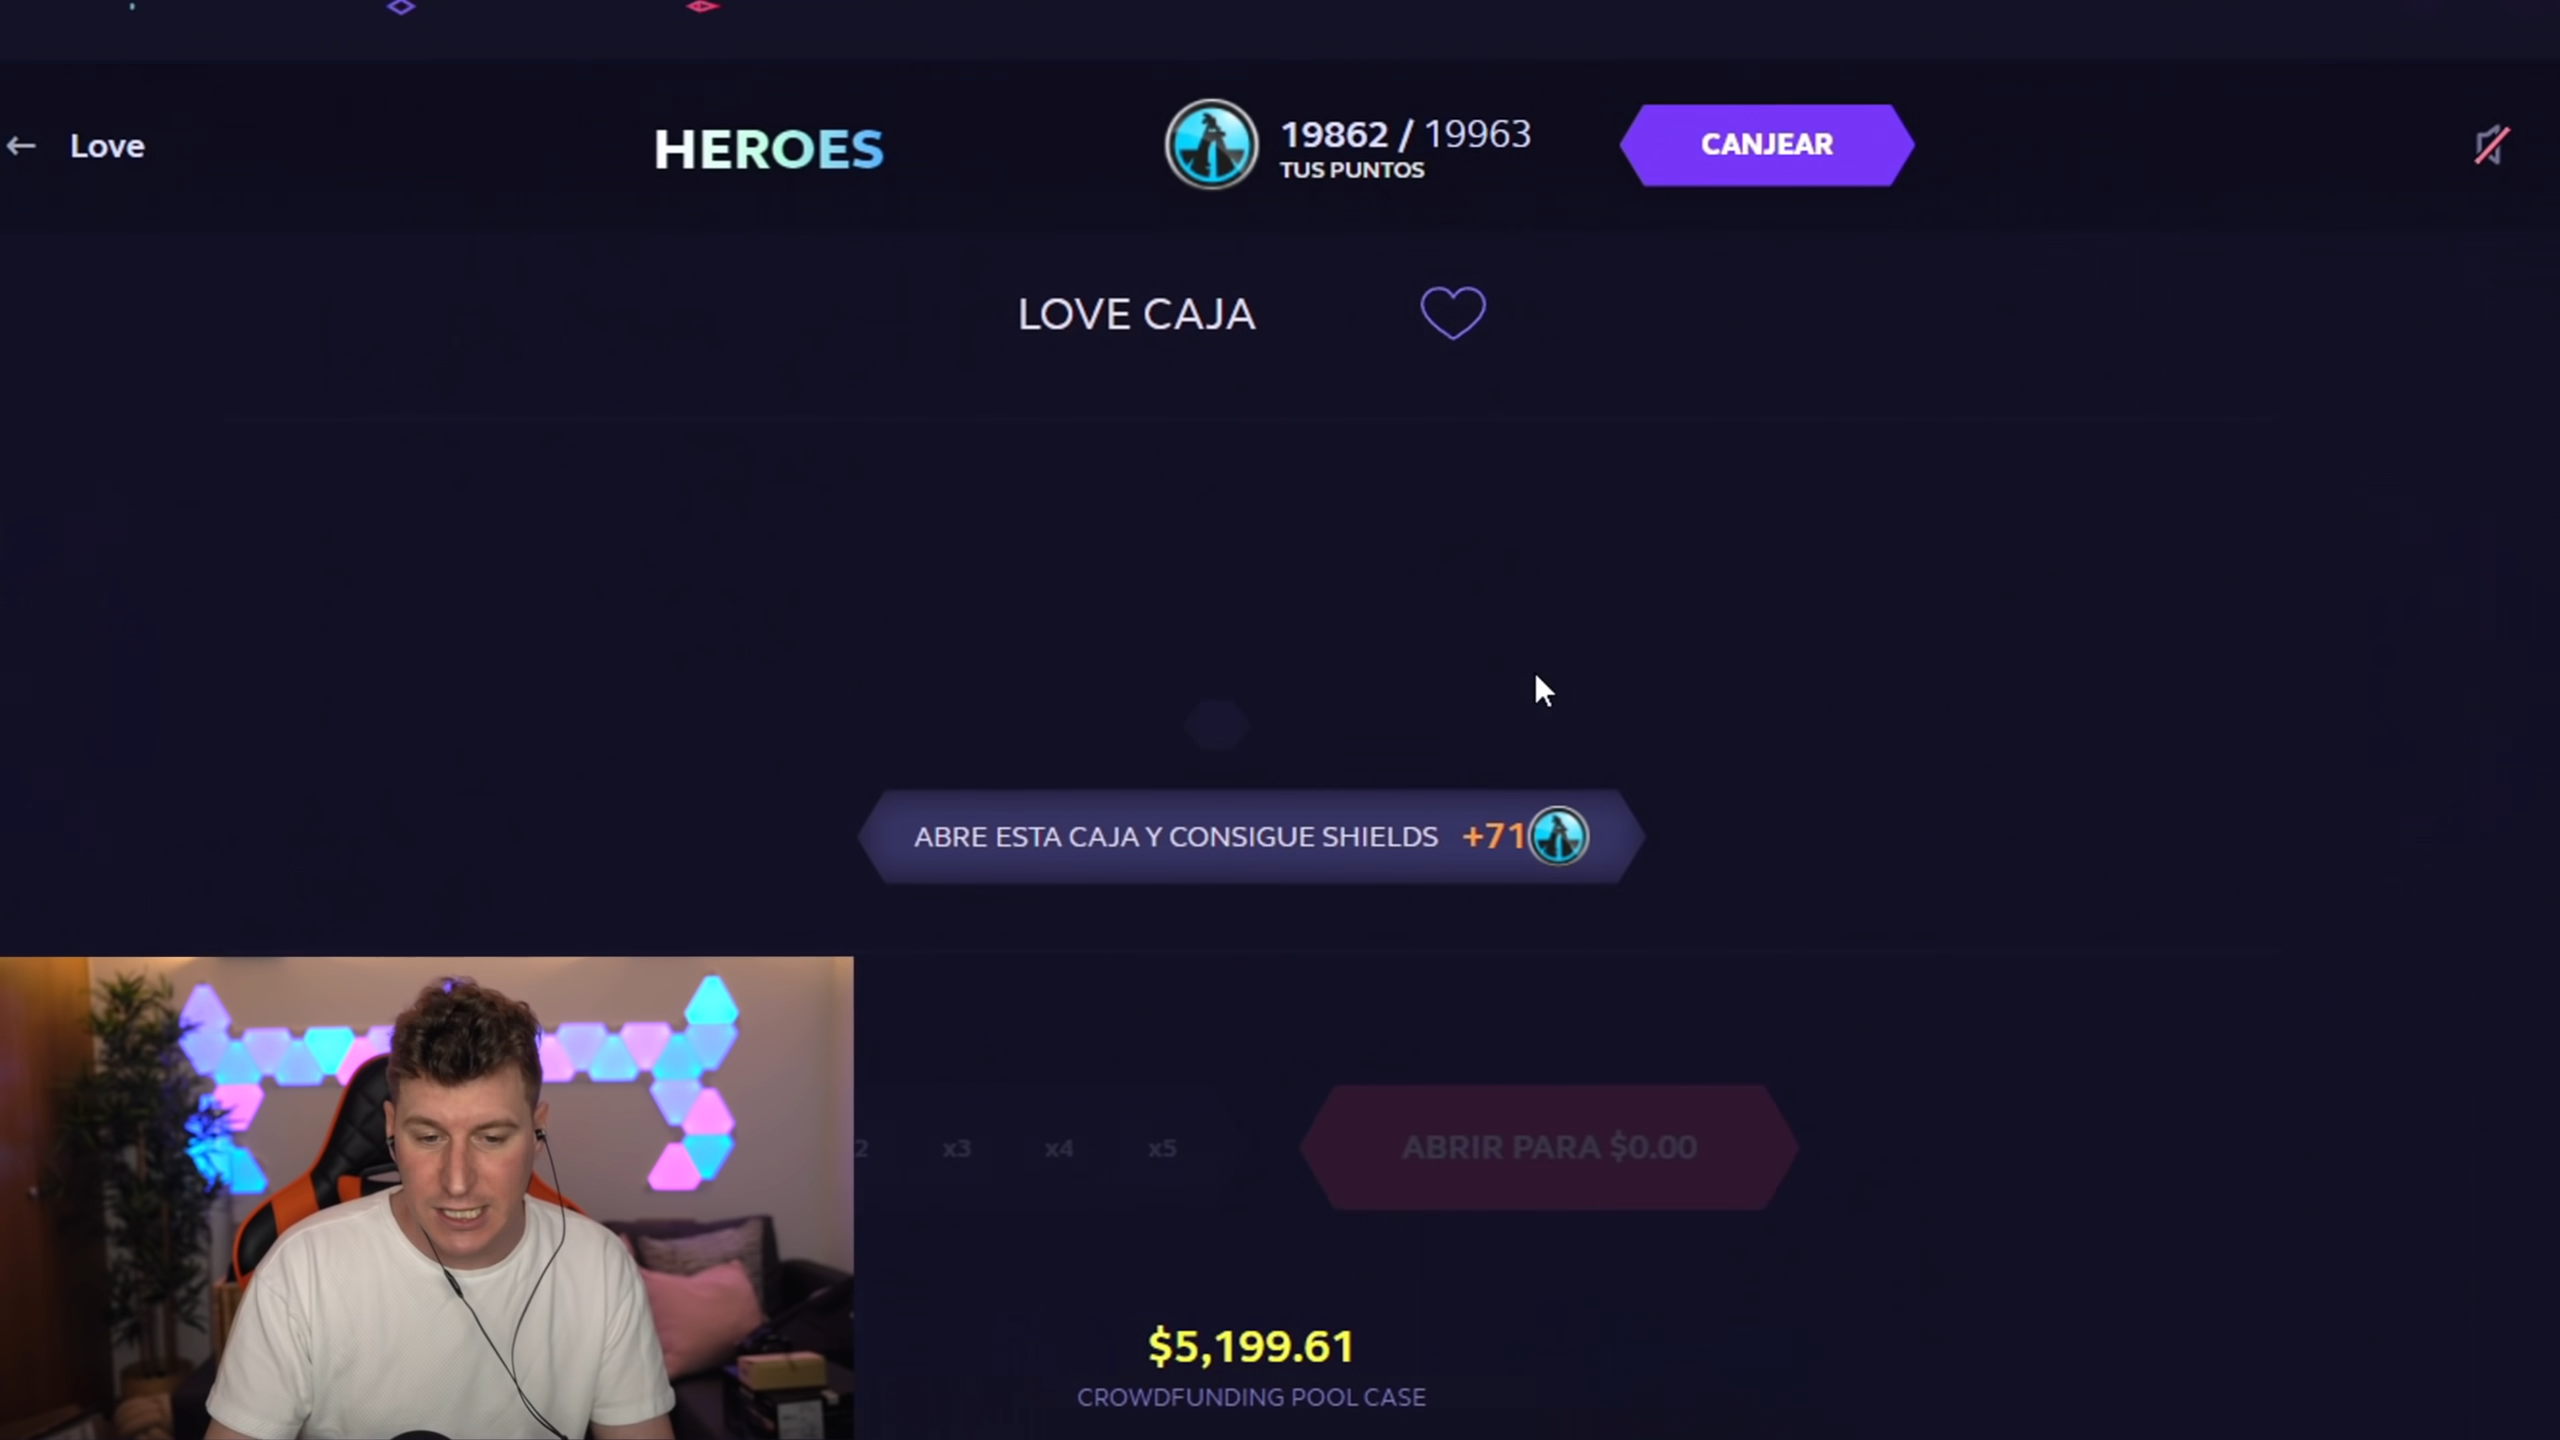 ← Love
HEROES
19862 / 19963
TUS PUNTOS
CANJEAR
LOVE CAJA
ABRE ESTA CAJA Y CONSIGUE SHIELDS +71
2 x3 x4 x5
ABRIR PARA $0.00
$5,199.61
CROWDFUNDING POOL CASE